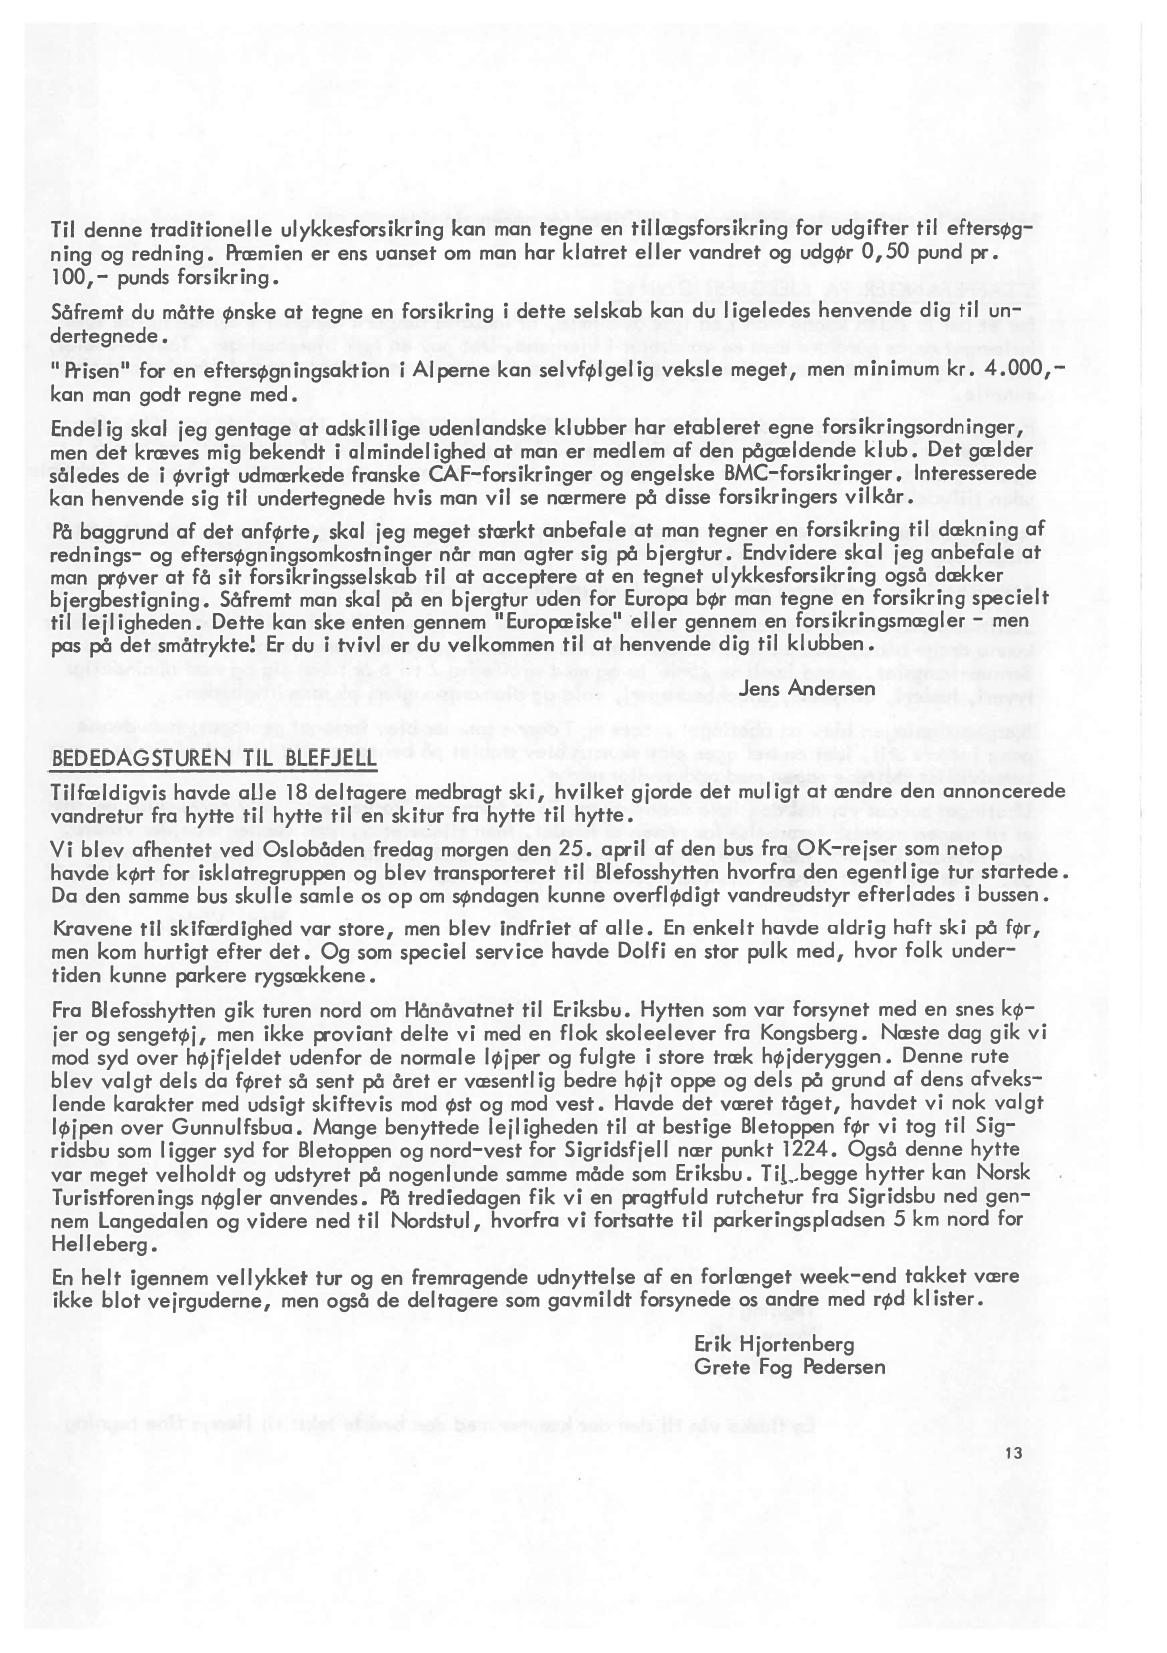 Til denne traditionelle ulykkesforsikring kan man tegne en tillægsforsikring for udgifter til eftersøg-
ning og redning. Præmien er ens uanset om man har klatret eller vandret og udgør 0,50 pund pr.
100,- punds forsikring.
Såfremt du måtte ønske at tegne en forsikring i dette selskab kan du ligeledes henvende dig til un-
dertegnede.
"Prisen" for en eftersøgningsaktion i Alperne kan selvfølgelig veksle meget, men minimum kr. 4.000,-
kan man godt regne med.
Endelig skal jeg gentage at adskillige udenlandske klubber har etableret egne forsikringsordninger,
men det kræves mig bekendt i almindelighed at man er medlem af den pågældende klub. Det gælder
således de i øvrigt udmærkede franske CAF-forsikringer og engelske BMC-forsikringer. Interesserede
kan henvende sig til undertegnede hvis man vil se nærmere på disse forsikringers vilkår.
På baggrund af det anførte, skal jeg meget stærkt anbefale at man tegner en forsikring til dækning af
rednings- og eftersøgningsomkostninger når man agter sig på bjergtur. Endvidere skal jeg anbefale at
man prøver at få sit forsikringsselskab til at acceptere at en tegnet ulykkesforsikring også dækker
bjergbestigning. Såfremt man skal på en bjergtur uden for Europa bør man tegne en forsikring specielt
til lejligheden. Dette kan ske enten gennem "Europæiske" eller gennem en forsikringsmægler - men
pas på det småtrykte! Er du i tvivl er du velkommen til at henvende dig til klubben.
Jens Andersen
BEDEDAGSTUREN TIL BLEFJELL
Tilfældigvis havde alle 18 deltagere medbragt ski, hvilket gjorde det muligt at ændre den annoncerede
vandretur fra hytte til hytte til en skitur fra hytte til hytte.
Vi blev afhentet ved Oslobåden fredag morgen den 25. april af den bus fra OK-rejser som netop
havde kørt for isklatregruppen og blev transporteret til Blefosshytten hvorfra den egentlige tur startede.
Da den samme bus skulle samle os op om søndagen kunne overflødigt vandreudstyr efterlades i bussen.
Kravene til skifærdighed var store, men blev indfriet af alle. En enkelt havde aldrig haft ski på før,
men kom hurtigt efter det. Og som speciel service havde Dolfi en stor pulk med, hvor folk under-
tiden kunne parkere rygsækkene.
Fra Blefosshytten gik turen nord om Hånåvatnet til Eriksbu. Hytten som var forsynet med en snes kø-
jer og sengetøj, men ikke proviant delte vi med en flok skoleelever fra Kongsberg. Næste dag gik vi
mod syd over højfjeldet udenfor de normale løjper og fulgte i store træk højderyggen. Denne rute
blev valgt dels da føret så sent på året er væsentlig bedre højt oppe og dels på grund af dens afveks-
lende karakter med udsigt skiftevis mod øst og mod vest. Havde det været tåget, havdet vi nok valgt
løjpen over Gunnulfsbua. Mange benyttede lejligheden til at bestige Bletoppen før vi tog til Sig-
ridsbu som ligger syd for Bletoppen og nord-vest for Sigridsfjell nær punkt 1224. Også denne hytte
var meget velholdt og udstyret på nogenlunde samme måde som Eriksbu. Til begge hytter kan Norsk
Turistforenings nøgler anvendes. På trediedagen fik vi en pragtfuld rutchetur fra Sigridsbu ned gen-
nem Langedalen og videre ned til Nordstul, hvorfra vi fortsatte til parkeringspladsen 5 km nord for
Helleberg.
En helt igennem vellykket tur og en fremragende udnyttelse af en forlænget week-end takket være
ikke blot vejrguderne, men også de deltagere som gavmildt forsynede os andre med rød klister.
Erik Hjortenberg
Grete Fog Pedersen
13